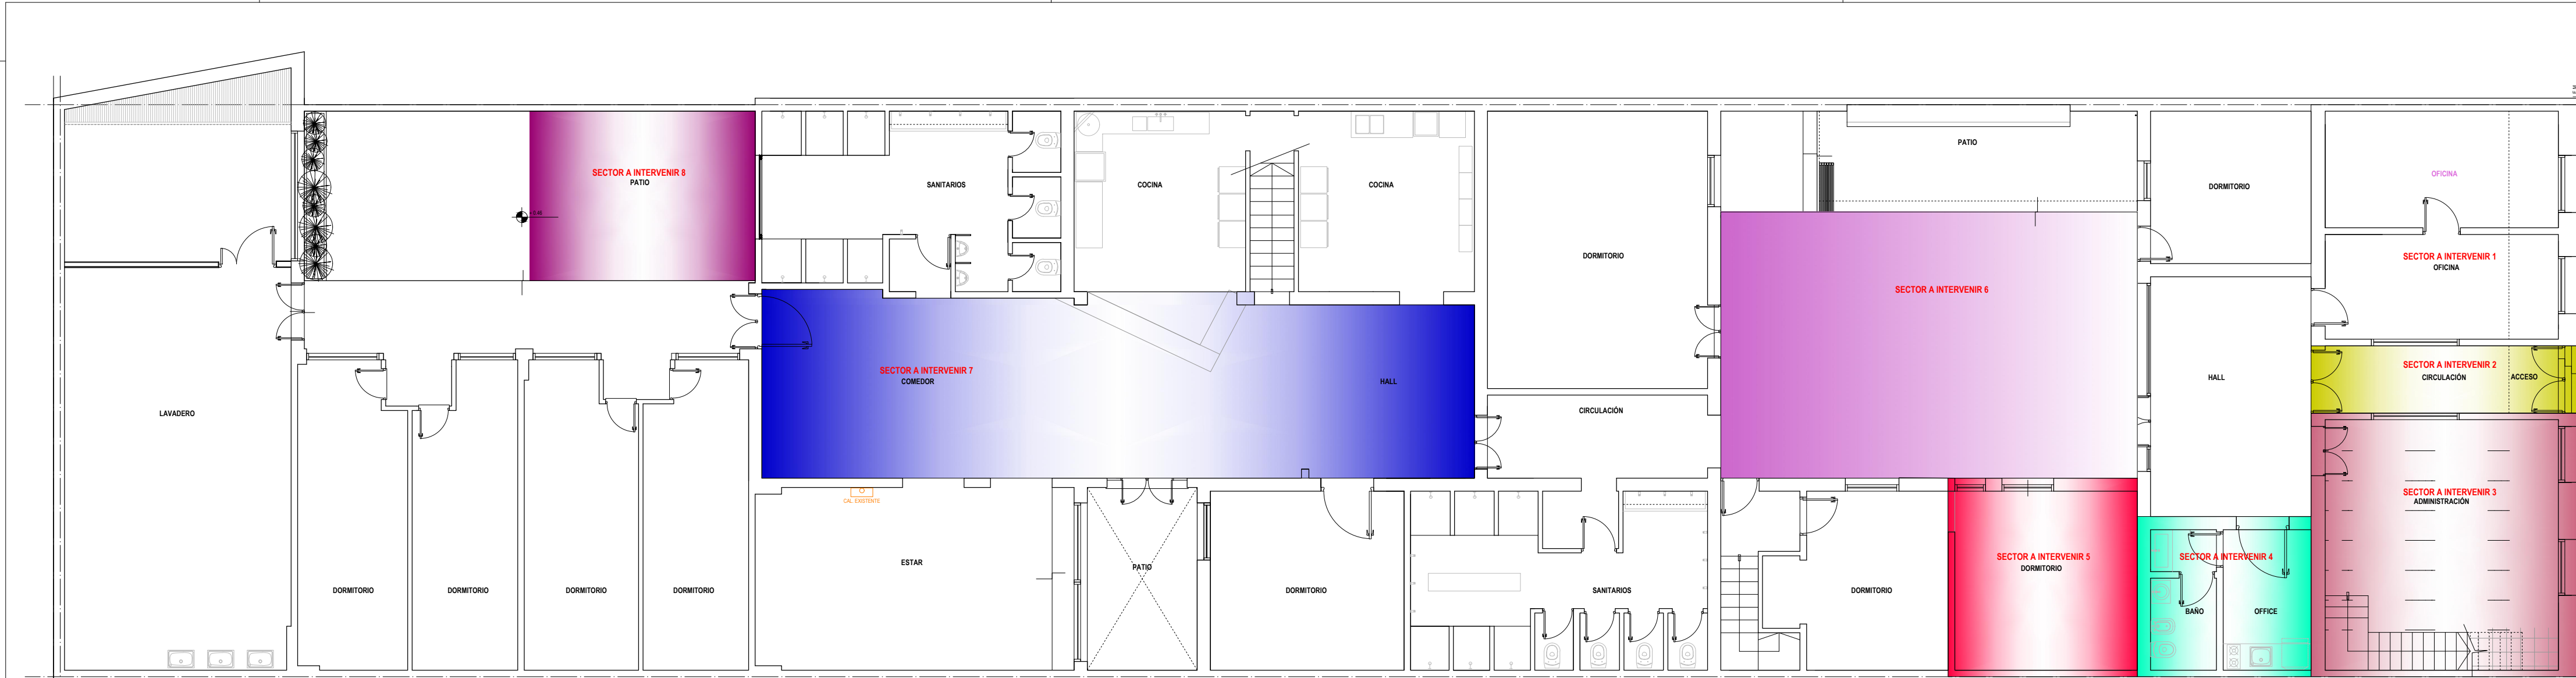 SECTOR A INTERVENIR 8
PATIO
SANITARIOS
COCINA
COCINA
DORMITORIO
PATIO
DORMITORIO
OFICINA
SECTOR A INTERVENIR 1
OFICINA
SECTOR A INTERVENIR 6
SECTOR A INTERVENIR 7
COMEDOR
HALL
CIRCULACIÓN
HALL
SECTOR A INTERVENIR 2
CIRCULACIÓN
ACCESO
LAVADERO
CAL. EXISTENTE
SECTOR A INTERVENIR 3
ADMINISTRACIÓN
ESTAR
PATIO
SECTOR A INTERVENIR 5
DORMITORIO
SECTOR A INTERVENIR 4
DORMITORIO
DORMITORIO
DORMITORIO
DORMITORIO
DORMITORIO
SANITARIOS
DORMITORIO
BAÑO
OFFICE